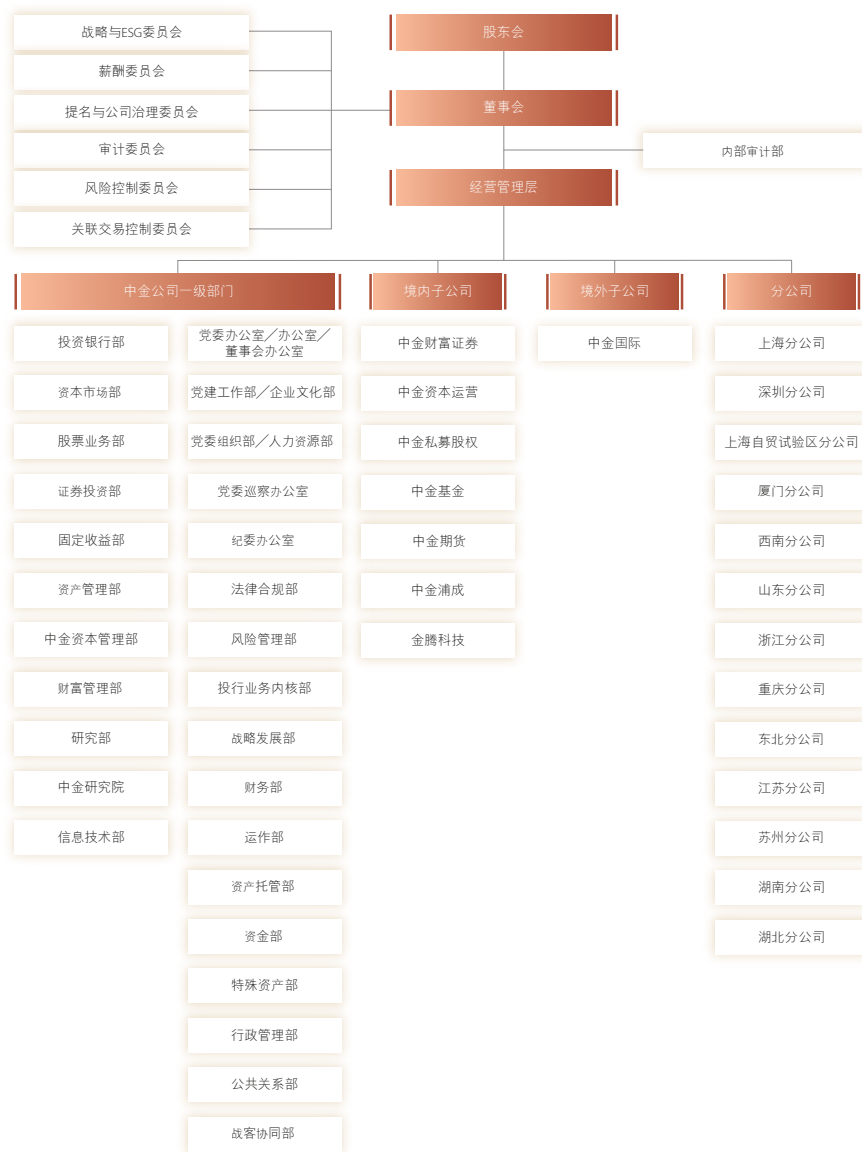 战略与ESG委员会
薪酬委员会
提名与公司治理委员会
审计委员会
风险控制委员会
关联交易控制委员会
股东会
董事会
经营管理层
内部审计部
中金公司一级部门
投资银行部
资本市场部
股票业务部
证券投资部
固定收益部
资产管理部
中金资本管理部
财富管理部
研究部
中金研究院
信息技术部
党委办公室／办公室／
董事会办公室
党建工作部／企业文化部
党委组织部／人力资源部
党委巡察办公室
纪委办公室
法律合规部
风险管理部
投行业务内核部
战略发展部
财务部
运作部
资产托管部
资金部
特殊资产部
行政管理部
公共关系部
战客协同部
境内子公司
中金财富证券
中金资本运营
中金私募股权
中金基金
中金期货
中金浦成
金腾科技
境外子公司
中金国际
分公司
上海分公司
深圳分公司
上海自贸试验区分公司
厦门分公司
西南分公司
山东分公司
浙江分公司
重庆分公司
东北分公司
江苏分公司
苏州分公司
湖南分公司
湖北分公司